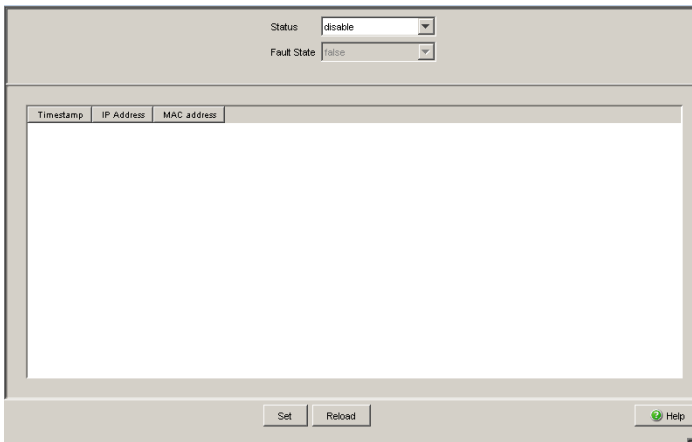 Status disable
Fault State false
Timestamp IP Address MAC address
Set Reload Help